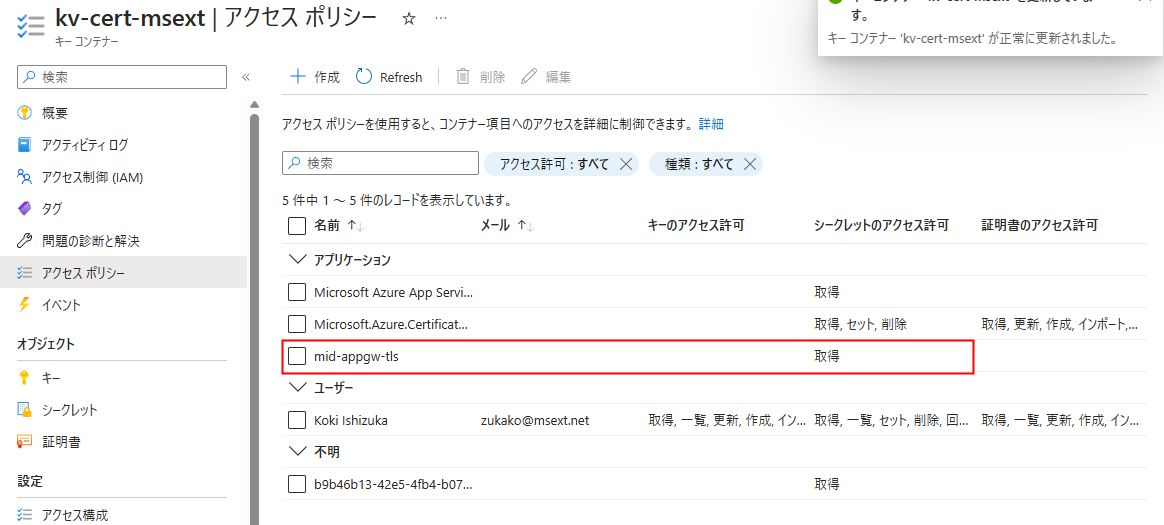 kv-cert-msext | アクセス ポリシー ☆ …
キー コンテナー
す。
キー コンテナー 'kv-cert-msext' が正常に更新されました。
検索
«
概要
アクティビティ ログ
アクセス制御 (IAM)
タグ
問題の診断と解決
アクセス ポリシー
イベント
オブジェクト
キー
シークレット
証明書
設定
アクセス構成
作成 Refresh 削除 編集
アクセス ポリシーを使用すると、コンテナー項目へのアクセスを詳細に制御できます。 詳細
検索 アクセス許可 : すべて 種類 : すべて
5 件中 1 ～ 5 件のレコードを表示しています。
名前 ↑↓ メール ↑↓ キーのアクセス許可 シークレットのアクセス許可 証明書のアクセス許可
アプリケーション
Microsoft Azure App Servi... 取得
Microsoft.Azure.Certificat... 取得, セット, 削除 取得, 更新, 作成, インポート,...
mid-appgw-tls 取得
ユーザー
Koki Ishizuka zukako@msext.net 取得, 一覧, 更新, 作成, イン... 取得, 一覧, セット, 削除, 回... 取得, 一覧, 更新, 作成, イン...
不明
b9b46b13-42e5-4fb4-b07... 取得